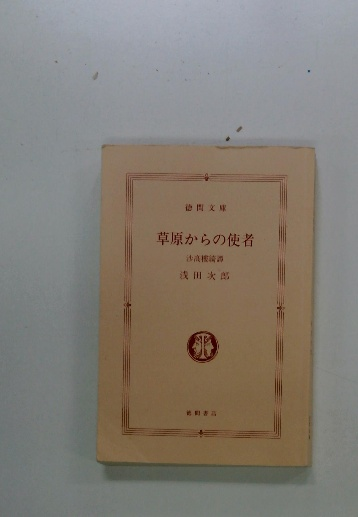 徳間文庫
草原からの使者
沙高樓綺譚
浅田次郎
徳間書店